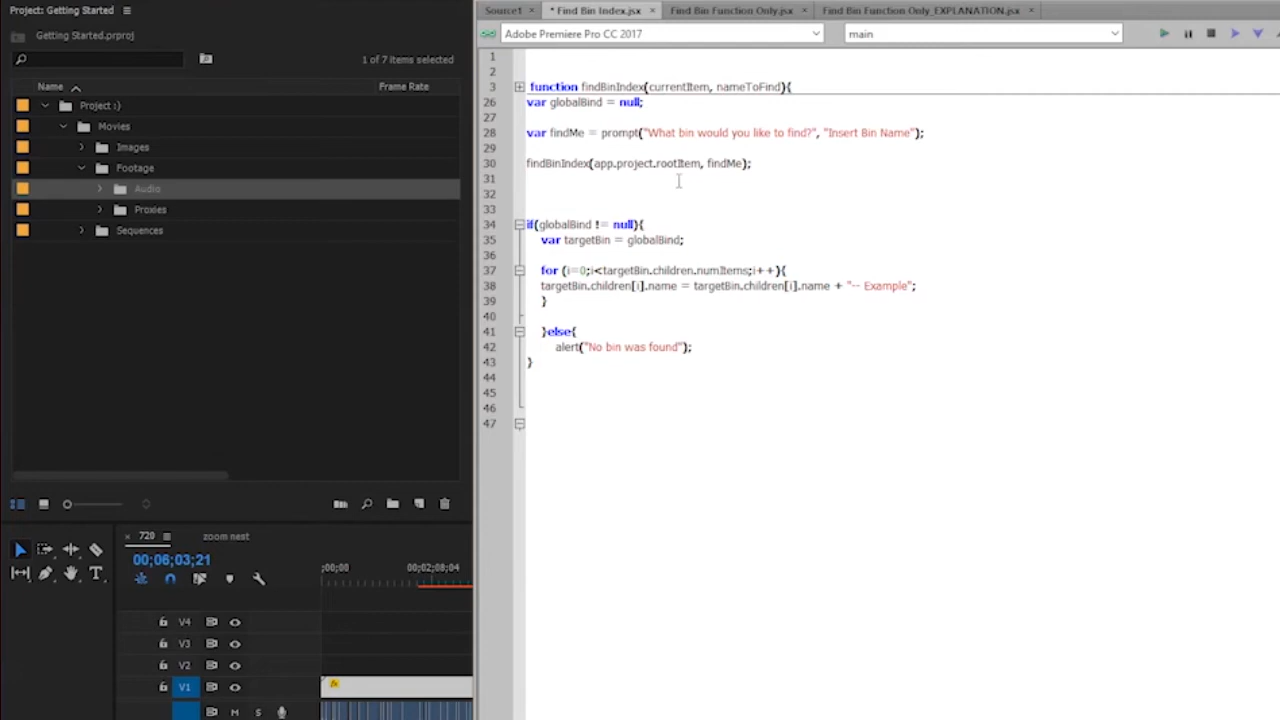 Project: Getting Started
Getting Started.prproj
1 of 7 items selected
Name
Frame Rate
Project :)
Movies
Images
Footage
Audio
Proxies
Sequences
720
zoom nest
00;06;03;21
;00;00
00;02;08;04
V4
V3
V2
V1
fx
M
S
Source1 ×
* Find Bin Index.jsx ×
Find Bin Function Only.jsx ×
Find Bin Function Only_EXPLANATION.jsx ×
Adobe Premiere Pro CC 2017
main
1
2
3 function findBinIndex(currentItem, nameToFind){
26 var globalBind = null;
27
28 var findMe = prompt("What bin would you like to find?", "Insert Bin Name");
29
30 findBinIndex(app.project.rootItem, findMe);
31
32
33
34 if(globalBind != null){
35 var targetBin = globalBind;
36
37 for (i=0;i<targetBin.children.numItems;i++){
38 targetBin.children[i].name = targetBin.children[i].name + "-- Example";
39 }
40
41 }else{
42 alert("No bin was found");
43 }
44
45
46
47